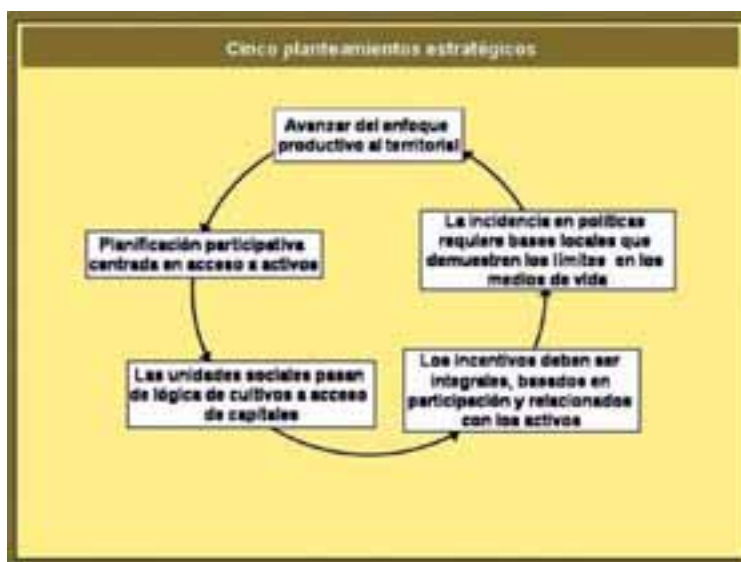 Cinco planteamientos estratégicos
Avanzar del enfoque
productivo al territorial
La incidencia en políticas
requiere bases locales que
demuestren los límites en los
medios de vida
Planificación participativa
centrada en acceso a activos
Las unidades sociales pasan
de lógica de cultivos a acceso
de capitales
Los incentivos deben ser
integrales, basados en
participación y relacionados
con los activos